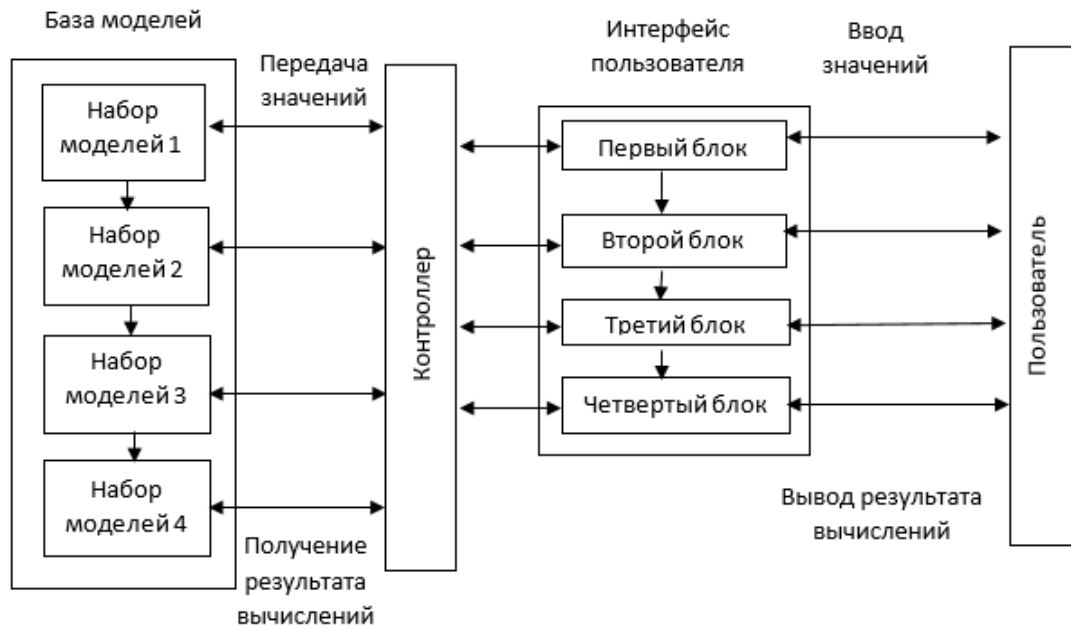 База моделей
Набор
моделей 1
Набор
моделей 2
Набор
моделей 3
Набор
моделей 4
Передача
значений
Получение
результата
вычислений
Контроллер
Интерфейс
пользователя
Первый блок
Второй блок
Третий блок
Четвертый блок
Ввод
значений
Вывод результата
вычислений
Пользователь